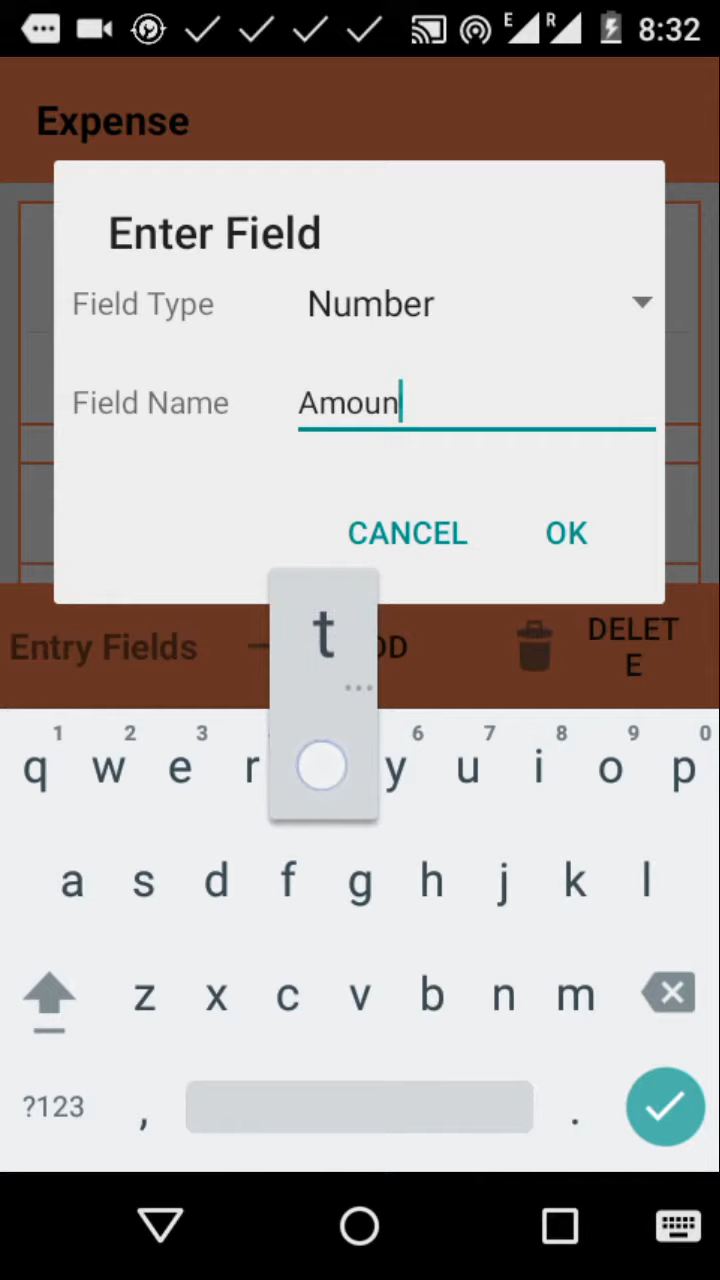 E R 8:32
Expense
Enter Field
Field Type Number
Field Name Amoun
CANCEL OK
Entry Fields DD DELET
E
t
1 2 3 6 7 8 9 0
q w e r y u i o p
a s d f g h j k l
z x c v b n m
?123 , .